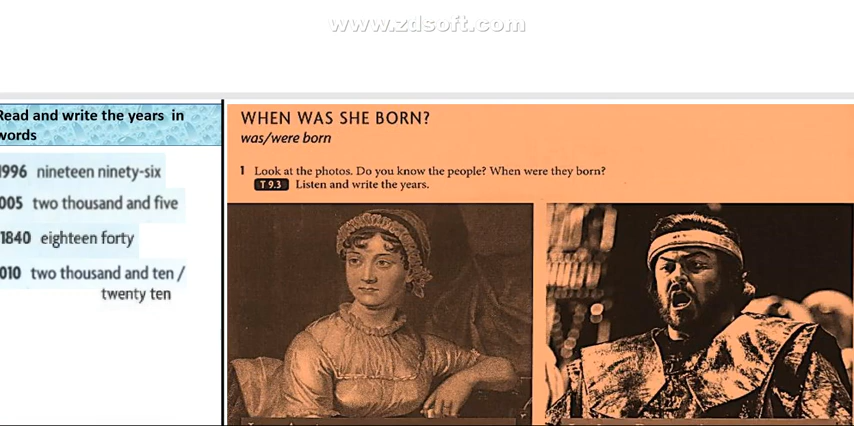 www.zdsoft.com
Read and write the years in
words
1996 nineteen ninety-six
005 two thousand and five
1840 eighteen forty
010 two thousand and ten /
twenty ten
WHEN WAS SHE BORN?
was/were born
1 Look at the photos. Do you know the people? When were they born?
T 9.3 Listen and write the years.